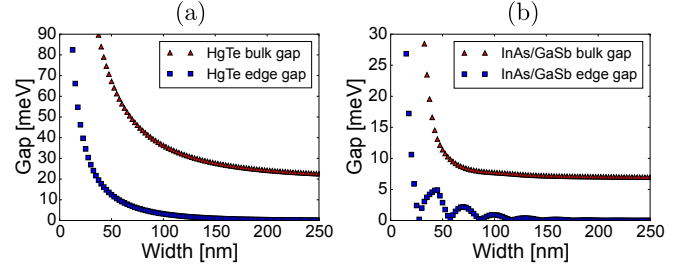 (a)
(b)
90
80
70
60
50
40
30
20
10
0
Gap [meV]
HgTe bulk gap
HgTe edge gap
0 50 100 150 200 250
Width [nm]
30
25
20
15
10
5
0
Gap [meV]
InAs/GaSb bulk gap
InAs/GaSb edge gap
0 50 100 150 200 250
Width [nm]